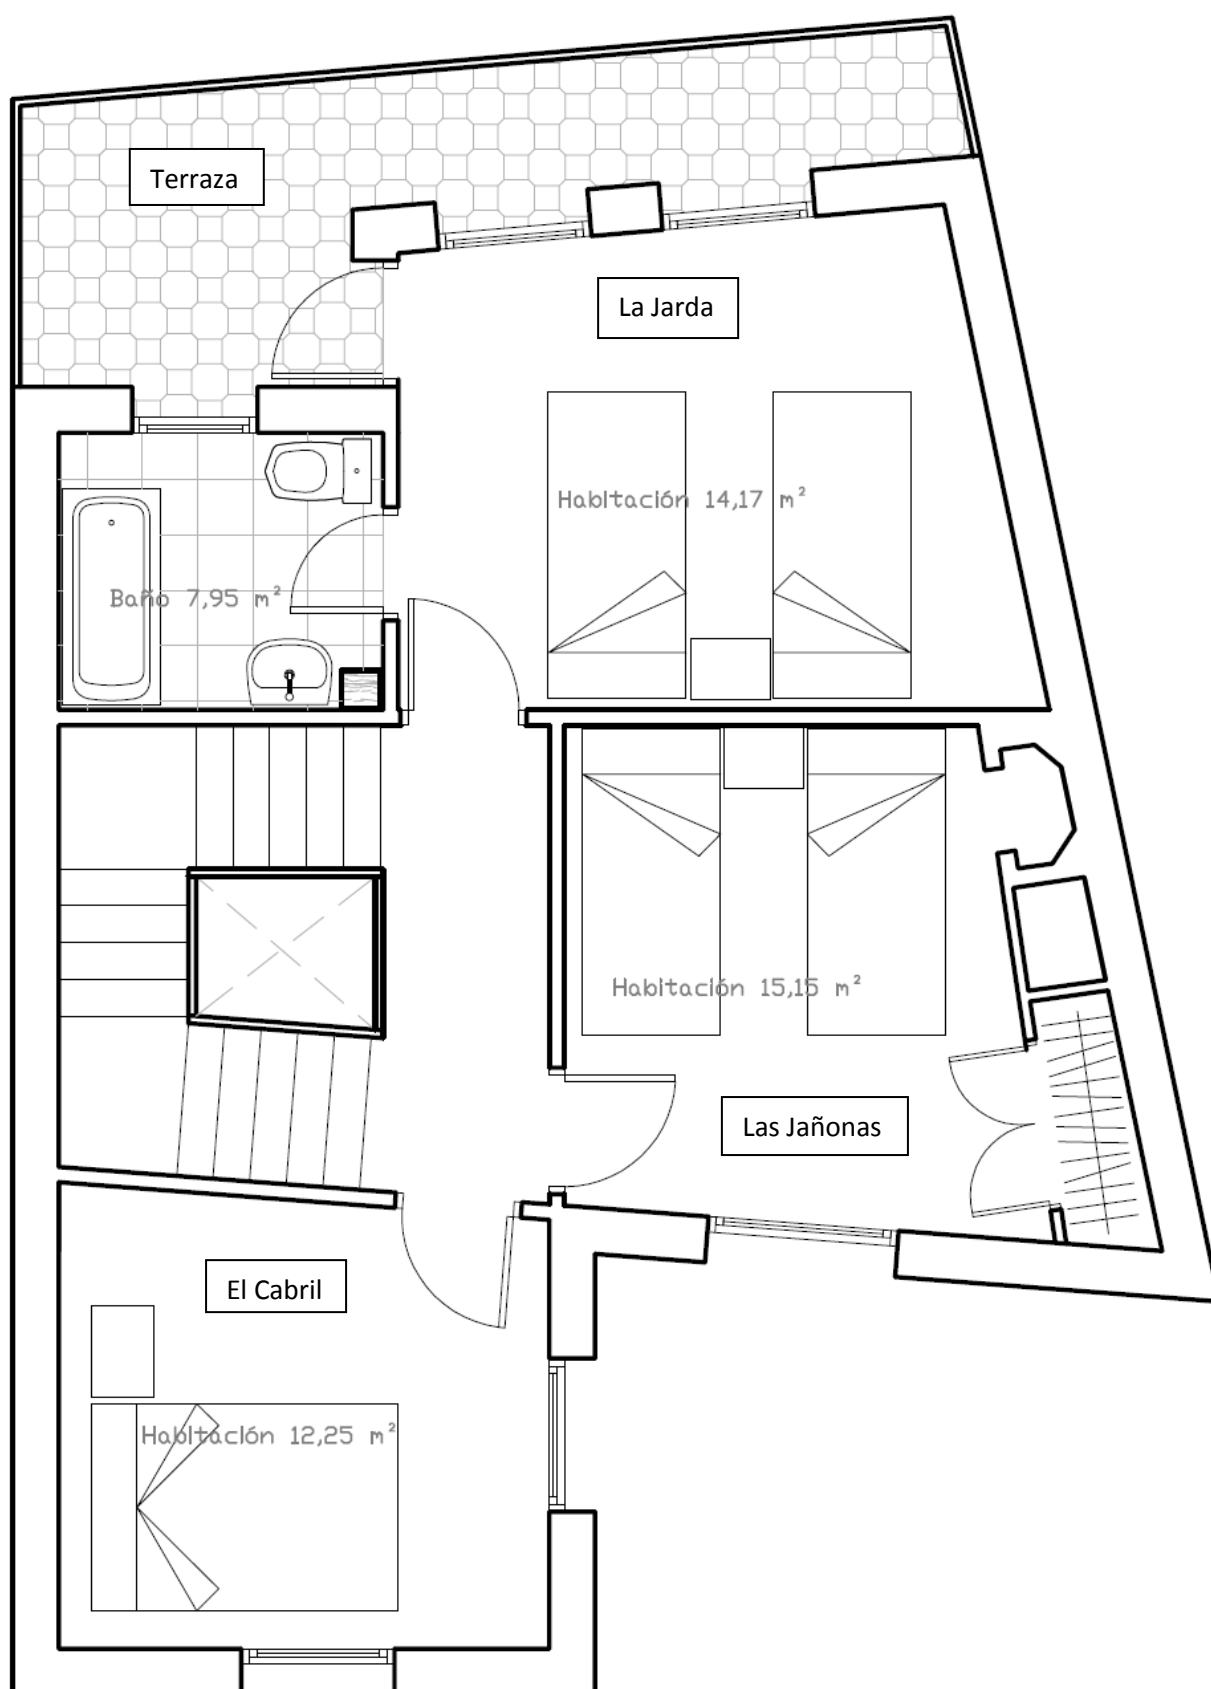 Terraza
La Jarda
Habitación 14,17 m²
Baño 7,95 m²
Habitación 15,15 m²
Las Jañonas
El Cabril
Habitación 12,25 m²